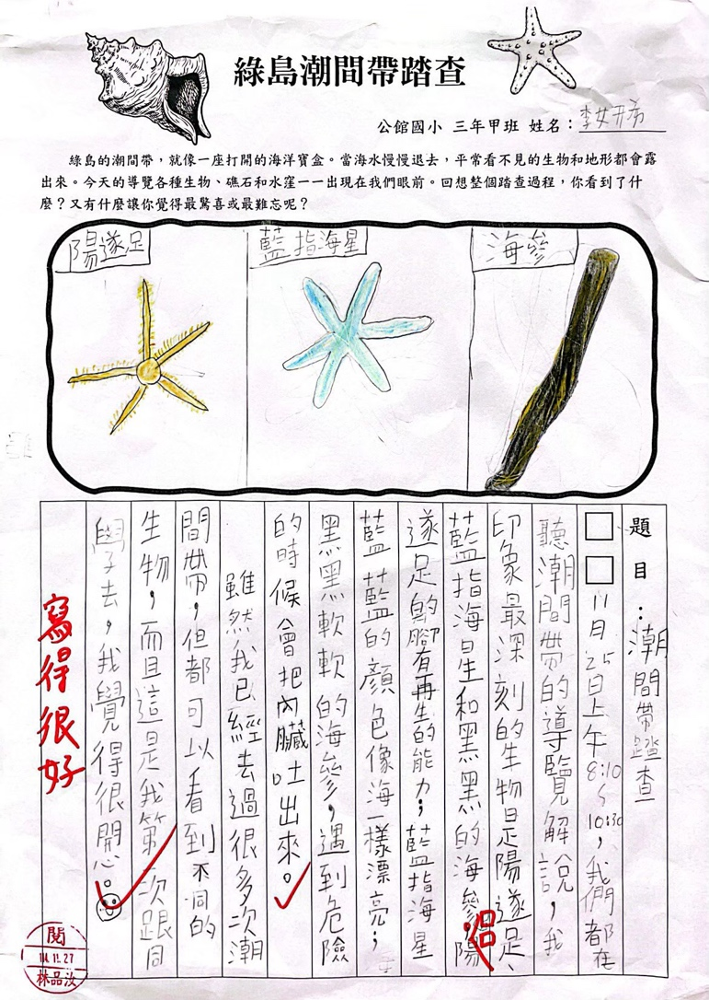 綠島潮間帶踏查
公館國小 三年甲班 姓名：李
綠島的潮間帶，就像一座打開的海洋寶盒。當海水慢慢退去，平常看不見的生物和地形都會露
出來。今天的導覽各種生物、礁石和水窪一一出現在我們眼前。回想整個踏查過程，你看到了什
麼？又有什麼讓你覺得最驚喜或最難忘呢？
陽遂足
藍指海星
海參
題目：潮間帶踏查
11月25日上午8:10~10:30，我們都在
聽潮間帶的導覽解說，我
印象最深刻的生物是陽遂足、
藍指海星和黑黑的海參。陽
遂足的腳有再生的能力；藍指海星
藍藍的顏色像海一樣漂亮；
黑黑軟軟的海參，遇到危險
的時候會把內臟吐出來。
雖然我已經去過很多次潮
間帶，但都可以看到不同的
生物，而且這是我第一次跟同
學去，我覺得很開心。
寫得很好
閱
114.11.27
林品汝